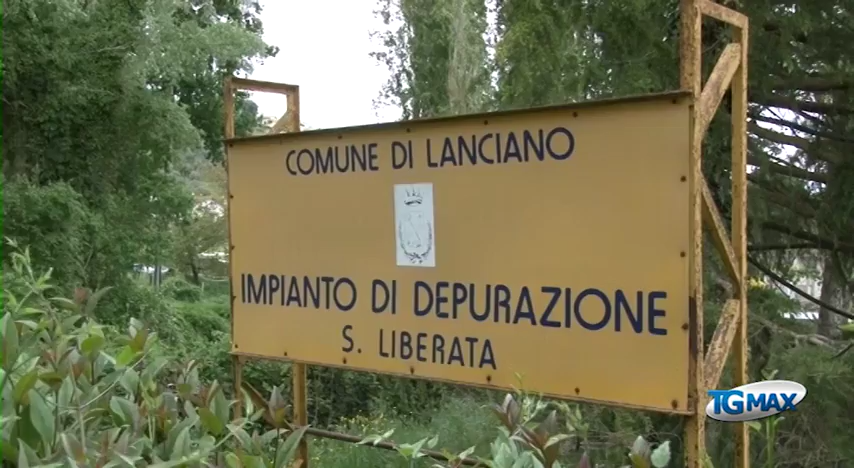 COMUNE DI LANCIANO
IMPIANTO DI DEPURAZIONE
S. LIBERATA
TGMAX